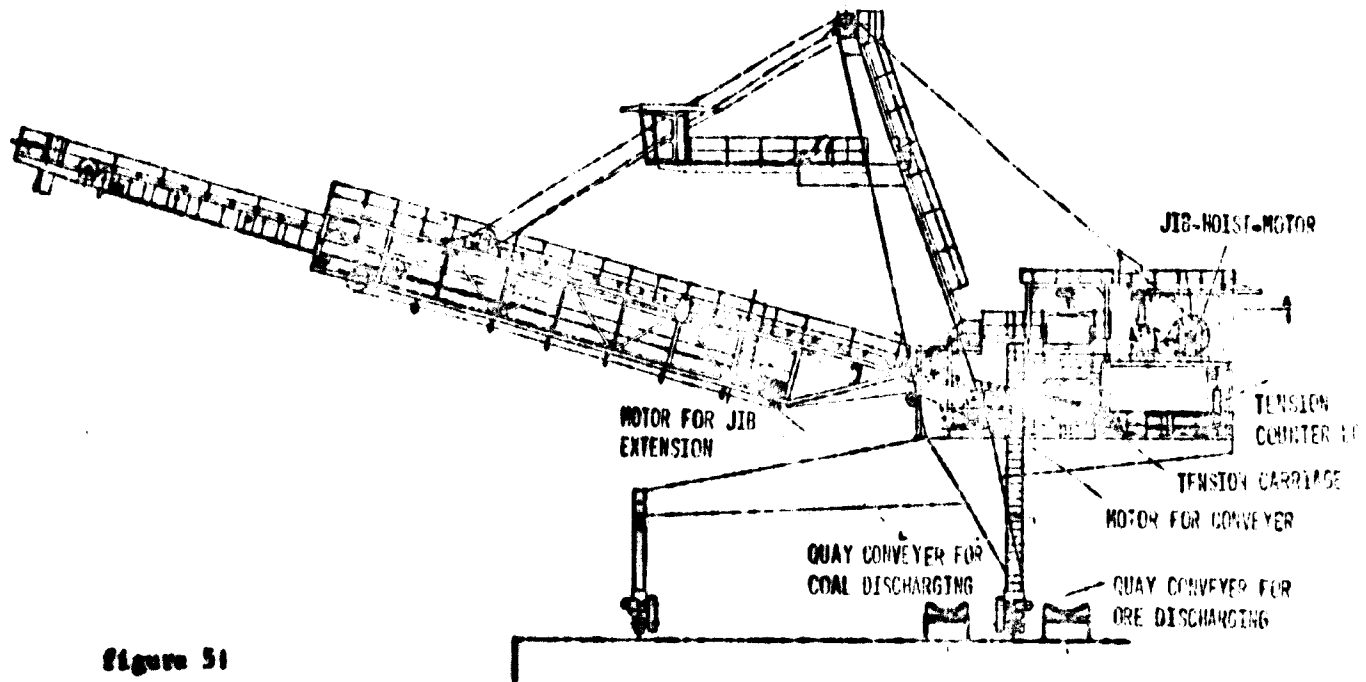 JIB-HOIST-MOTOR
MOTOR FOR JIB
EXTENSION
TENSION
COUNTER
TENSION CARRIAGE
MOTOR FOR CONVEYER
QUAY CONVEYER FOR
COAL DISCHARGING
QUAY CONVEYER FOR
ORE DISCHARGING
figure 51